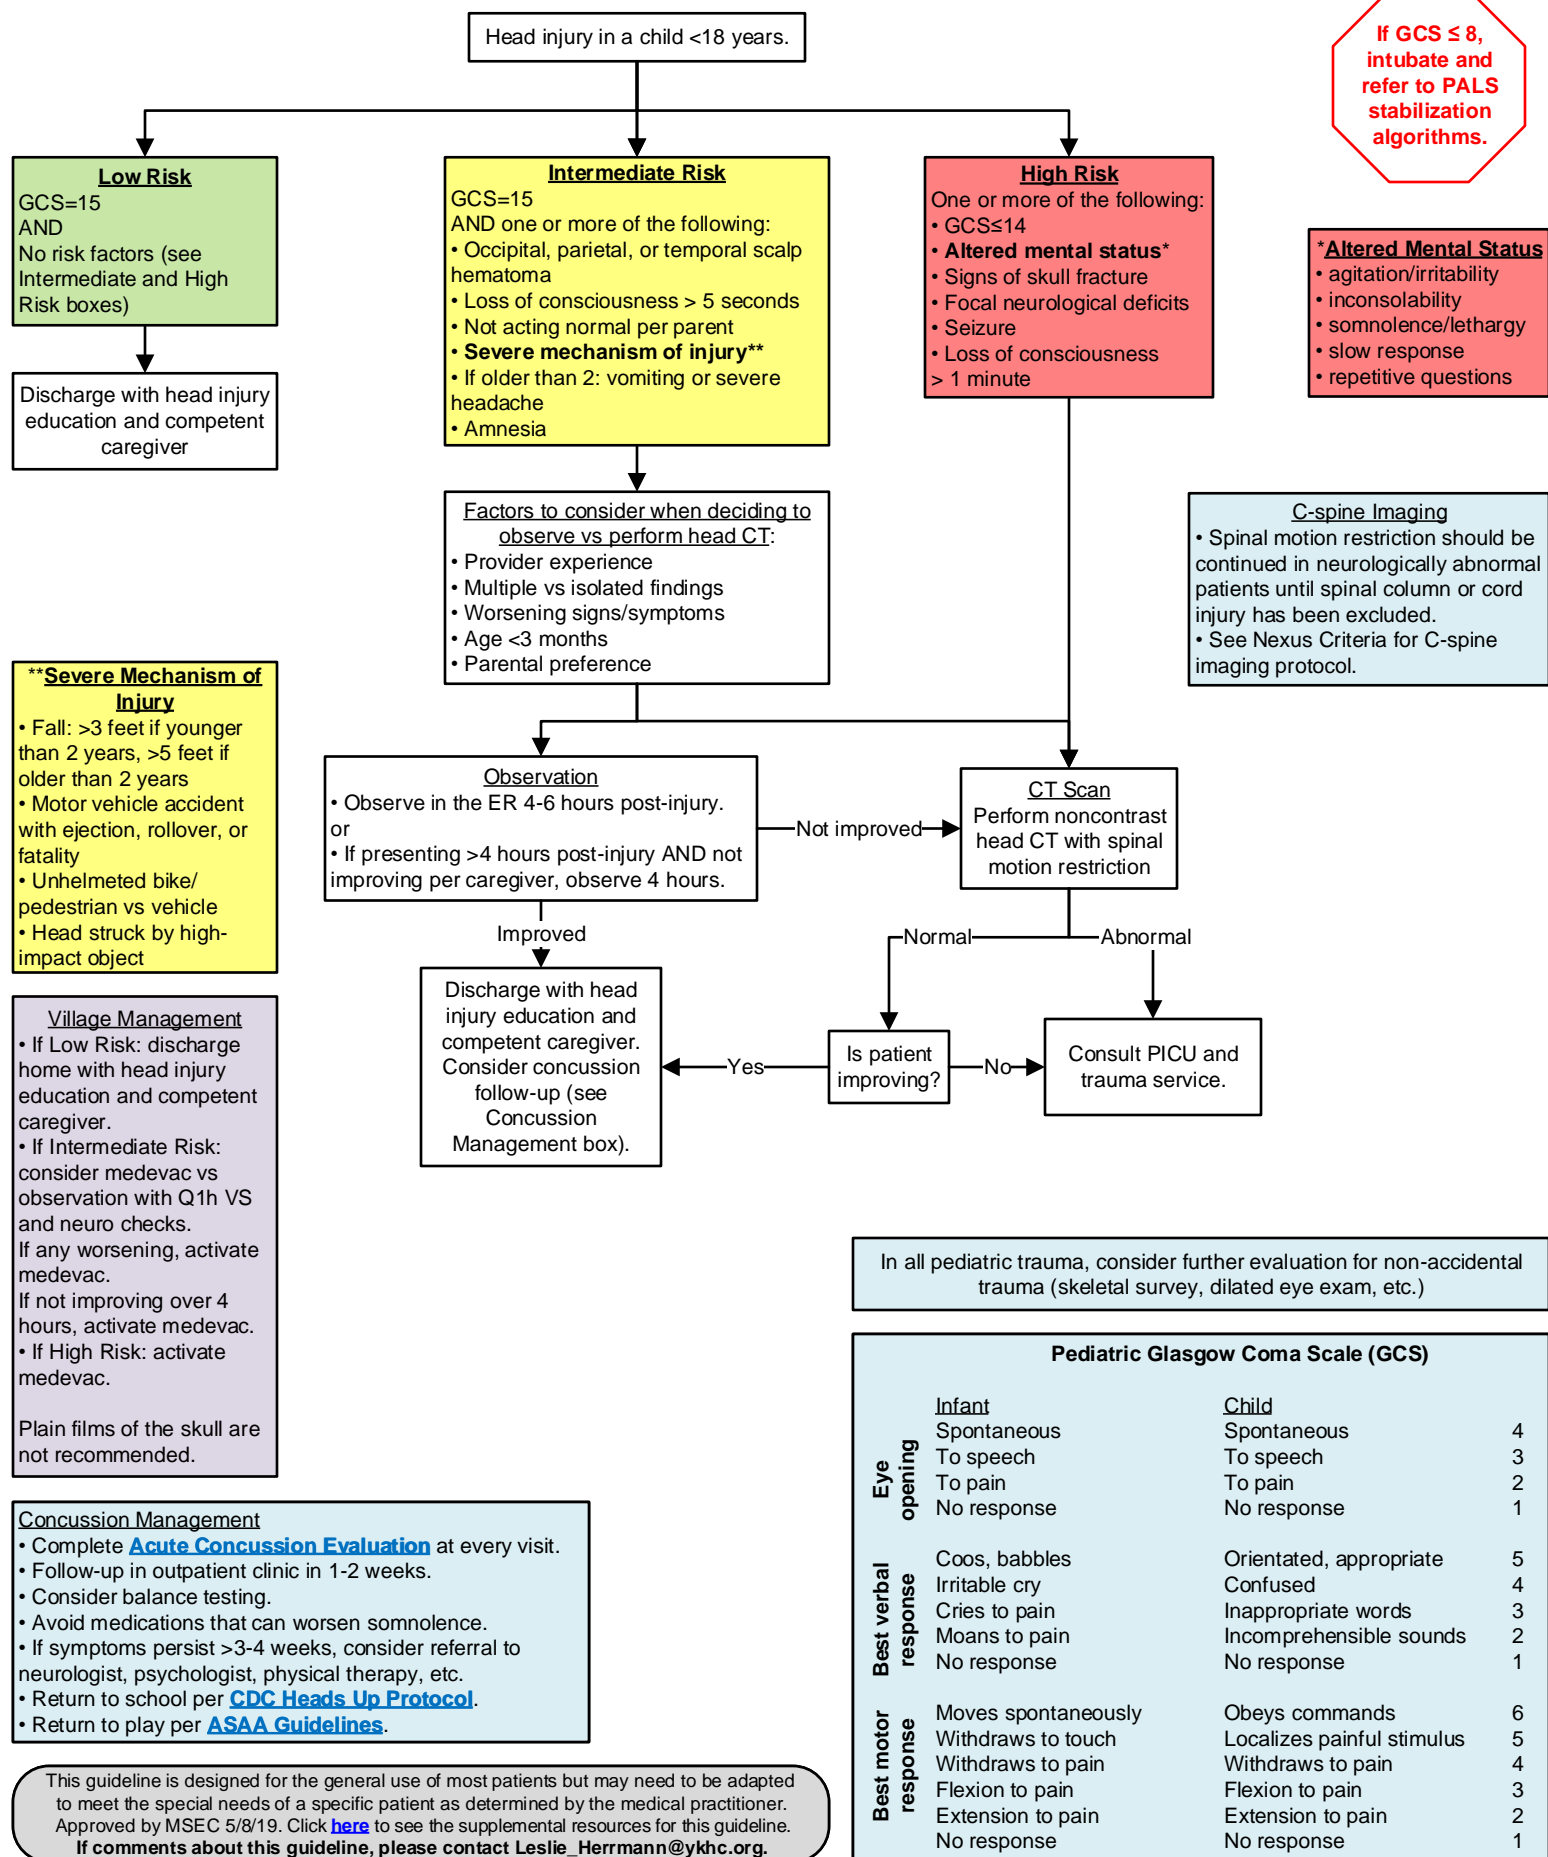 Head injury in a child <18 years.
If GCS ≤ 8,
intubate and
refer to PALS
stabilization
algorithms.
Low Risk
GCS=15
AND
No risk factors (see
Intermediate and High
Risk boxes)
Discharge with head injury
education and competent
caregiver
Intermediate Risk
GCS=15
AND one or more of the following:
• Occipital, parietal, or temporal scalp
hematoma
• Loss of consciousness > 5 seconds
• Not acting normal per parent
• Severe mechanism of injury**
• If older than 2: vomiting or severe
headache
• Amnesia
High Risk
One or more of the following:
• GCS≤14
• Altered mental status*
• Signs of skull fracture
• Focal neurological deficits
• Seizure
• Loss of consciousness
> 1 minute
*Altered Mental Status
• agitation/irritability
• inconsolability
• somnolence/lethargy
• slow response
• repetitive questions
Factors to consider when deciding to
observe vs perform head CT:
• Provider experience
• Multiple vs isolated findings
• Worsening signs/symptoms
• Age <3 months
• Parental preference
C-spine Imaging
• Spinal motion restriction should be
continued in neurologically abnormal
patients until spinal column or cord
injury has been excluded.
• See Nexus Criteria for C-spine
imaging protocol.
**Severe Mechanism of
Injury
• Fall: >3 feet if younger
than 2 years, >5 feet if
older than 2 years
• Motor vehicle accident
with ejection, rollover, or
fatality
• Unhelmeted bike/
pedestrian vs vehicle
• Head struck by high-
impact object
Observation
• Observe in the ER 4-6 hours post-injury.
or
• If presenting >4 hours post-injury AND not
improving per caregiver, observe 4 hours.
Not improved
CT Scan
Perform noncontrast
head CT with spinal
motion restriction
Improved
Normal
Abnormal
Discharge with head
injury education and
competent caregiver.
Consider concussion
follow-up (see
Concussion
Management box).
Yes
Is patient
improving?
No
Consult PICU and
trauma service.
Village Management
• If Low Risk: discharge
home with head injury
education and competent
caregiver.
• If Intermediate Risk:
consider medevac vs
observation with Q1h VS
and neuro checks.
If any worsening, activate
medevac.
If not improving over 4
hours, activate medevac.
• If High Risk: activate
medevac.
Plain films of the skull are
not recommended.
In all pediatric trauma, consider further evaluation for non-accidental
trauma (skeletal survey, dilated eye exam, etc.)
Concussion Management
• Complete Acute Concussion Evaluation at every visit.
• Follow-up in outpatient clinic in 1-2 weeks.
• Consider balance testing.
• Avoid medications that can worsen somnolence.
• If symptoms persist >3-4 weeks, consider referral to
neurologist, psychologist, physical therapy, etc.
• Return to school per CDC Heads Up Protocol.
• Return to play per ASAA Guidelines.
Pediatric Glasgow Coma Scale (GCS)
Infant Child
Eye
opening
Spontaneous Spontaneous 4
To speech To speech 3
To pain To pain 2
No response No response 1
Best verbal
response
Coos, babbles Orientated, appropriate 5
Irritable cry Confused 4
Cries to pain Inappropriate words 3
Moans to pain Incomprehensible sounds 2
No response No response 1
Best motor
response
Moves spontaneously Obeys commands 6
Withdraws to touch Localizes painful stimulus 5
Withdraws to pain Withdraws to pain 4
Flexion to pain Flexion to pain 3
Extension to pain Extension to pain 2
No response No response 1
This guideline is designed for the general use of most patients but may need to be adapted
to meet the special needs of a specific patient as determined by the medical practitioner.
Approved by MSEC 5/8/19. Click here to see the supplemental resources for this guideline.
If comments about this guideline, please contact Leslie_Herrmann@ykhc.org.